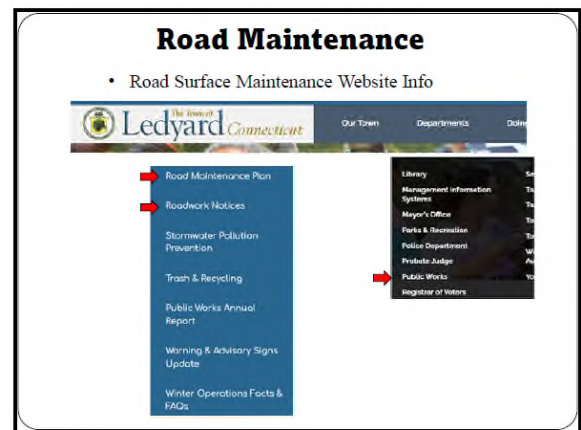 Road Maintenance
• Road Surface Maintenance Website Info
The Town of
Ledyard Connecticut
Our Town
Departments
Doin
Road Maintenance Plan
Roadwork Notices
Stormwater Pollution
Prevention
Trash & Recycling
Public Works Annual
Report
Warning & Advisory Signs
Update
Winter Operations Facts &
FAQs
Library
Management Information
Systems
Mayor's Office
Parks & Recreation
Police Department
Probate Judge
Public Works
Registrar of Voters